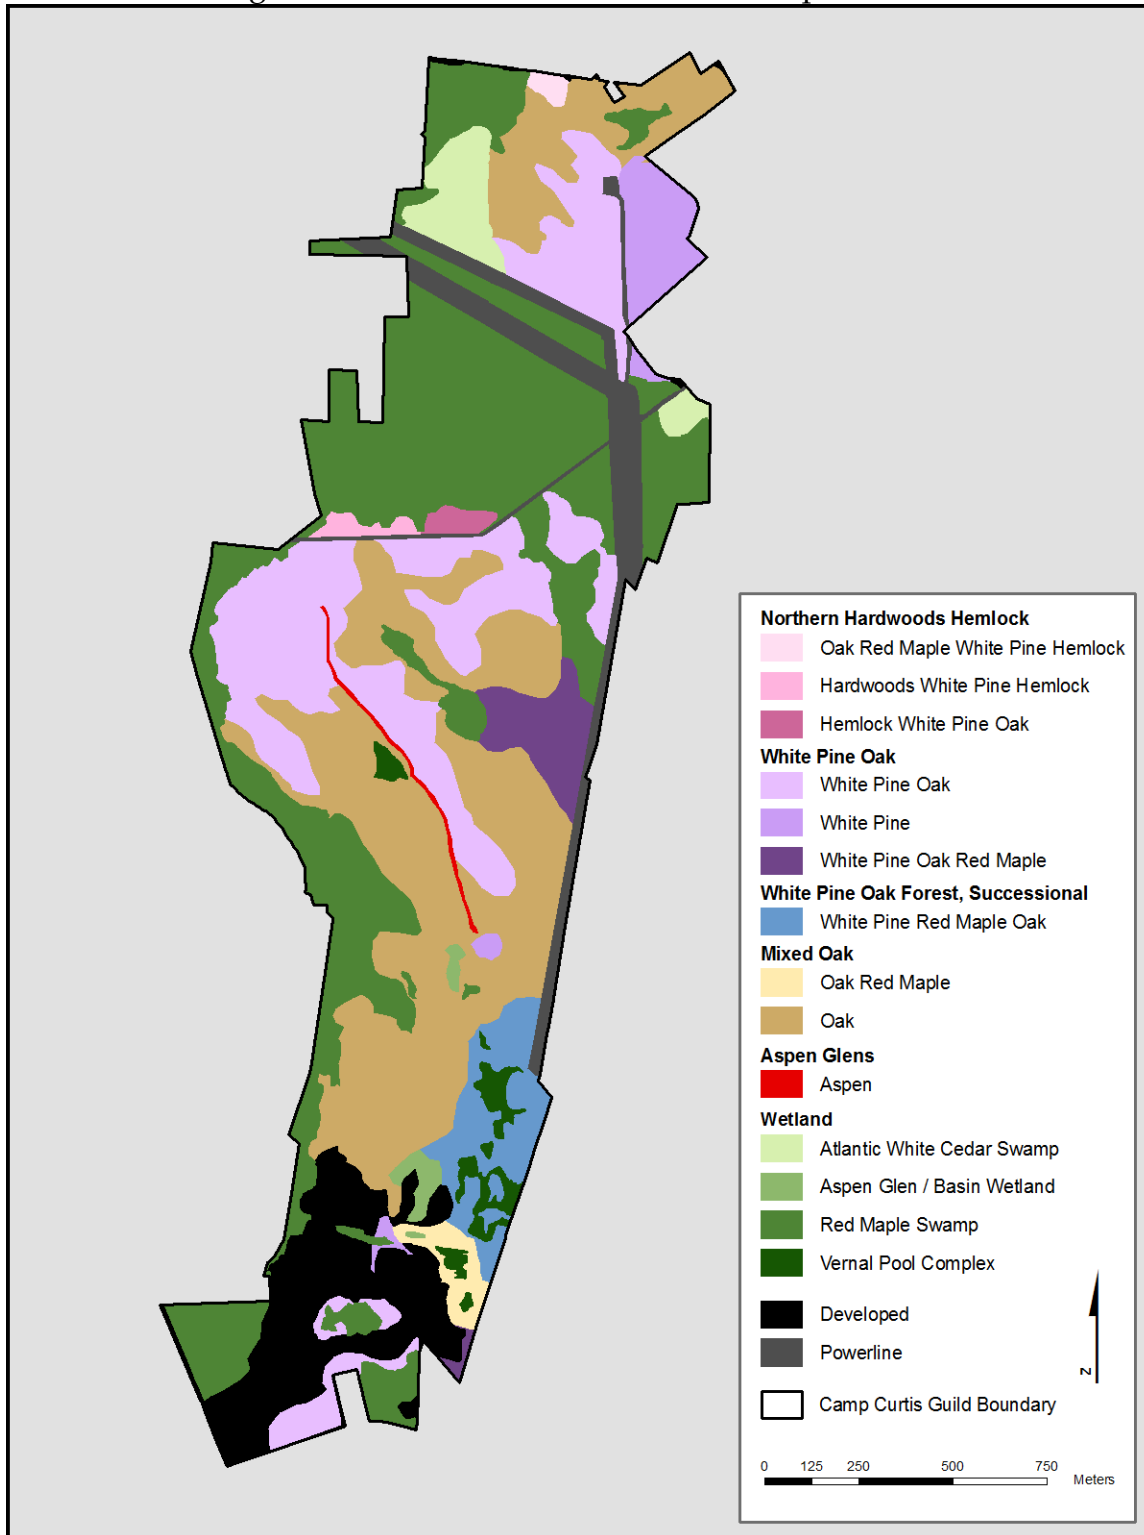 Northern Hardwoods Hemlock
Oak Red Maple White Pine Hemlock
Hardwoods White Pine Hemlock
Hemlock White Pine Oak
White Pine Oak
White Pine Oak
White Pine
White Pine Oak Red Maple
White Pine Oak Forest, Successional
White Pine Red Maple Oak
Mixed Oak
Oak Red Maple
Oak
Aspen Glens
Aspen
Wetland
Atlantic White Cedar Swamp
Aspen Glen / Basin Wetland
Red Maple Swamp
Vernal Pool Complex
Developed
Powerline
Z
Camp Curtis Guild Boundary
0 125 250 500 750
Meters